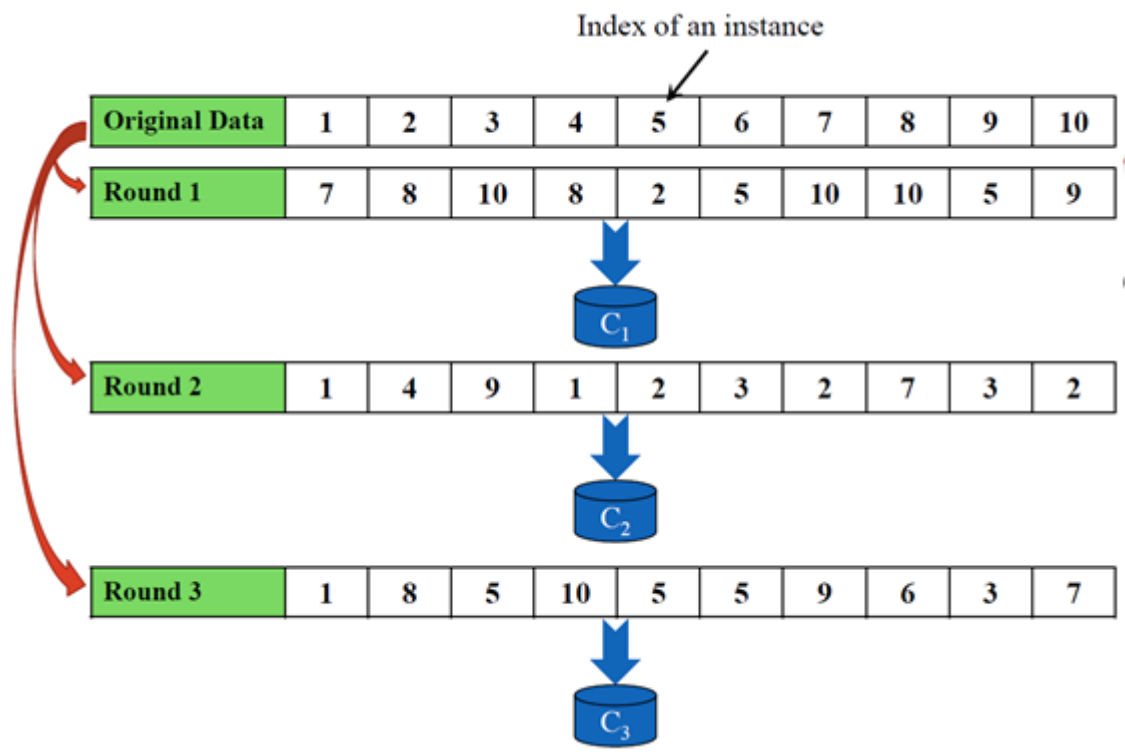 Index of an instance
Original Data 1 2 3 4 5 6 7 8 9 10
Round 1 7 8 10 8 2 5 10 10 5 9
C1
Round 2 1 4 9 1 2 3 2 7 3 2
C2
Round 3 1 8 5 10 5 5 9 6 3 7
C3